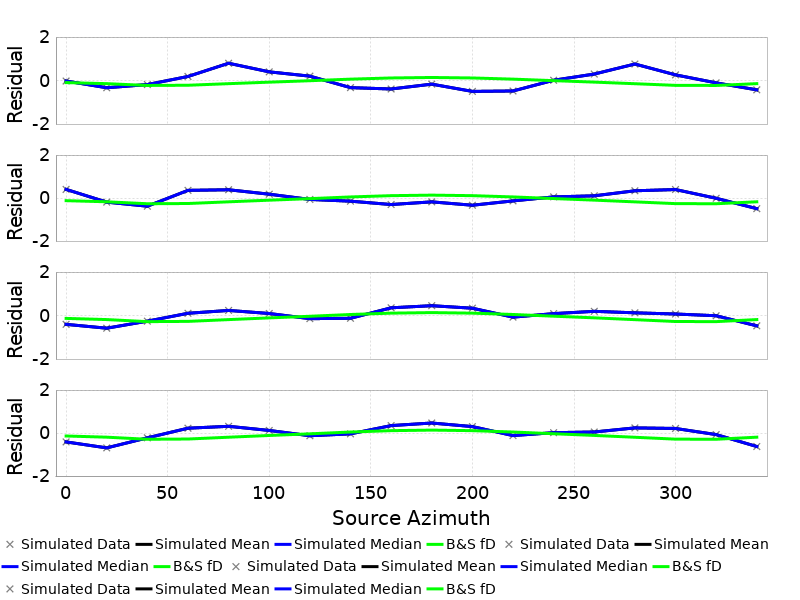 2
0
-2
Residual
2
0
-2
Residual
2
0
-2
Residual
2
0
-2
Residual
0 50 100 150 200 250 300
Source Azimuth
× Simulated Data Simulated Mean Simulated Median B&S fD × Simulated Data Simulated Mean
Simulated Median B&S fD × Simulated Data Simulated Mean Simulated Median B&S fD
× Simulated Data Simulated Mean Simulated Median B&S fD